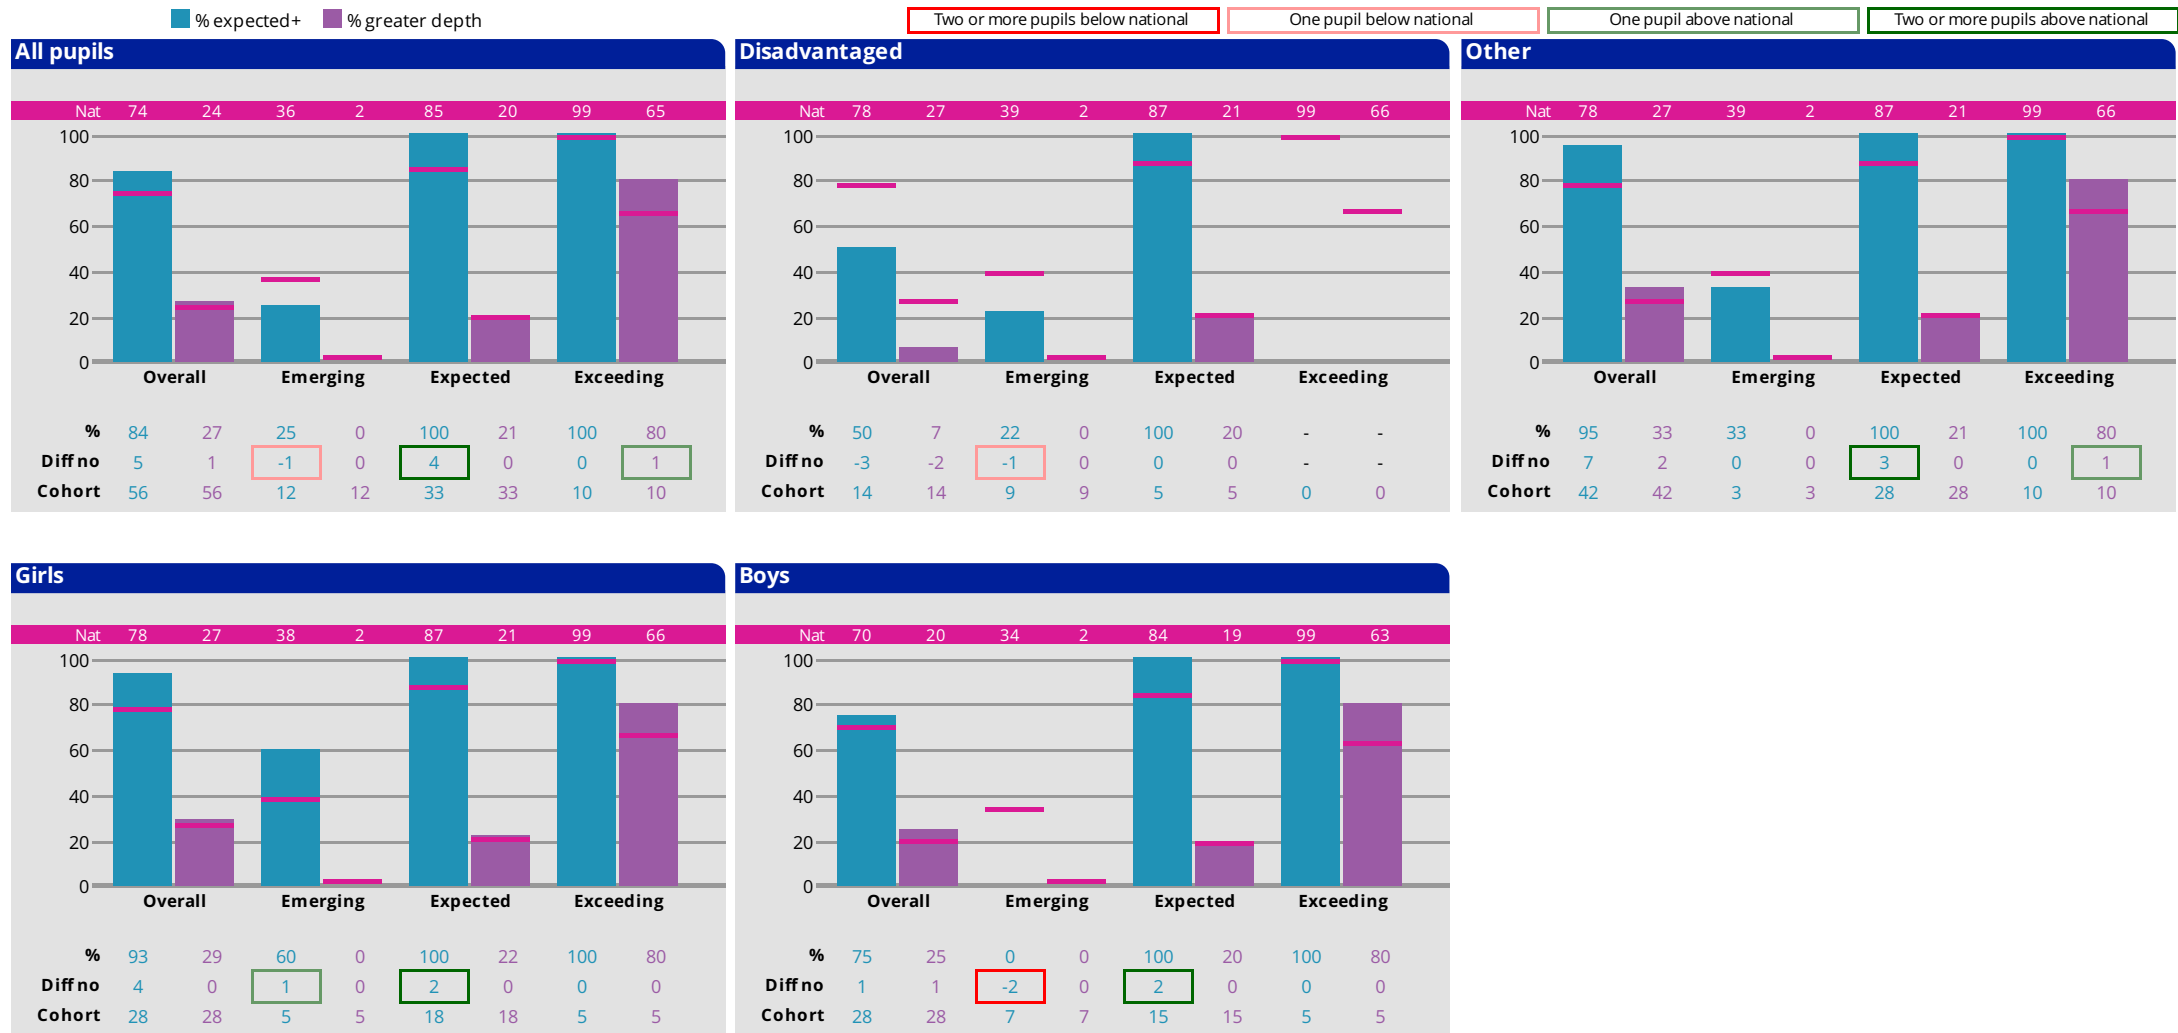 % expected+ % greater depth
Two or more pupils below national One pupil below national One pupil above national Two or more pupils above national
All pupils
Nat 74 24 36 2 85 20 99 65
100
80
60
40
20
0
Overall Emerging Expected Exceeding
% 84 27 25 0 100 21 100 80
Diff no 5 1 -1 0 4 0 0 1
Cohort 56 56 12 12 33 33 10 10
Disadvantaged
Nat 78 27 39 2 87 21 99 66
100
80
60
40
20
0
Overall Emerging Expected Exceeding
% 50 7 22 0 100 20 - -
Diff no -3 -2 -1 0 0 0 - -
Cohort 14 14 9 9 5 5 0 0
Other
Nat 78 27 39 2 87 21 99 66
100
80
60
40
20
0
Overall Emerging Expected Exceeding
% 95 33 33 0 100 21 100 80
Diff no 7 2 0 0 3 0 0 1
Cohort 42 42 3 3 28 28 10 10
Girls
Nat 78 27 38 2 87 21 99 66
100
80
60
40
20
0
Overall Emerging Expected Exceeding
% 93 29 60 0 100 22 100 80
Diff no 4 0 1 0 2 0 0 0
Cohort 28 28 5 5 18 18 5 5
Boys
Nat 70 20 34 2 84 19 99 63
100
80
60
40
20
0
Overall Emerging Expected Exceeding
% 75 25 0 0 100 20 100 80
Diff no 1 1 -2 0 2 0 0 0
Cohort 28 28 7 7 15 15 5 5